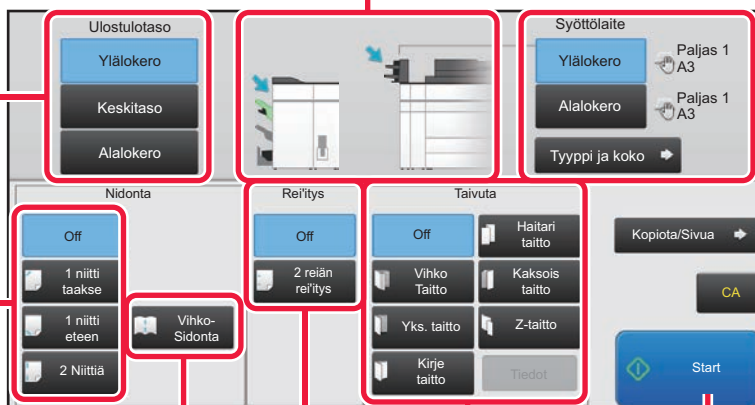 Ulostulotaso
Ylälokero
Keskitaso
Alalokero
Syöttölaite
Ylälokero
Paljas 1
A3
Alalokero
Paljas 1
A3
Tyyppi ja koko
Nidonta
Off
1 niitti
taakse
1 niitti
eteen
2 Niittiä
Vihko-
Sidonta
Rei'itys
Off
2 reiän
rei'itys
Taivuta
Off
Haitari
taitto
Vihko
Taitto
Kaksois
taitto
Yks. taitto
Z-taitto
Kirje
taitto
Tiedot
Kopiota/Sivua
CA
Start